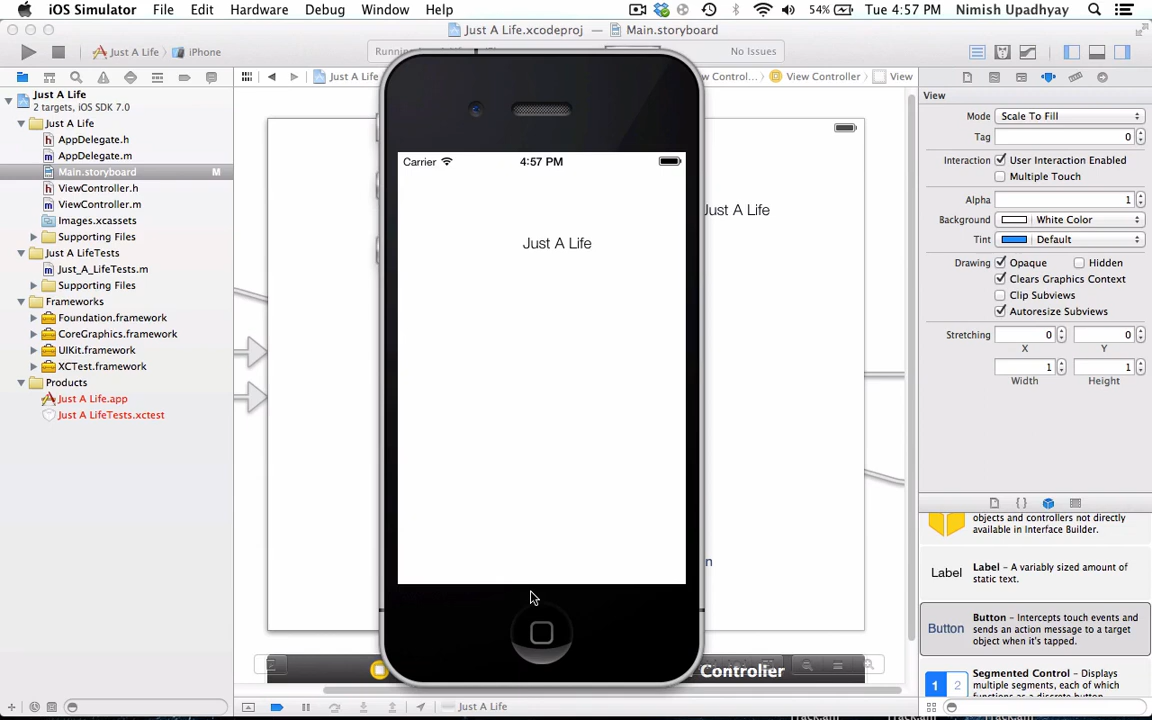 iOS Simulator File Edit Hardware Debug Window Help 54% Tue 4:57 PM Nimish Upadhyay
Just A Life.xcodeproj — Main.storyboard
Just A Life iPhone Running No Issues
Just A Life View Controller View
Just A Life
2 targets, iOS SDK 7.0
Just A Life
AppDelegate.h
AppDelegate.m
Main.storyboard M
ViewController.h
ViewController.m
Images.xcassets
Supporting Files
Just A LifeTests
Just_A_LifeTests.m
Supporting Files
Frameworks
Foundation.framework
CoreGraphics.framework
UIKit.framework
XCTest.framework
Products
Just A Life.app
Just A LifeTests.xctest
Carrier 4:57 PM
Just A Life
Just A Life
Controller
Just A Life
View
Mode Scale To Fill
Tag 0
Interaction User Interaction Enabled
Multiple Touch
Alpha 1
Background White Color
Tint Default
Drawing Opaque Hidden
Clears Graphics Context
Clip Subviews
Autoresize Subviews
Stretching 0 0
X Y
1 1
Width Height
objects and controllers not directly
available in Interface Builder.
Label Label – A variably sized amount of
static text.
Button Button – Intercepts touch events and
sends an action message to a target
object when it's tapped.
1 2 Segmented Control – Displays
multiple segments, each of which